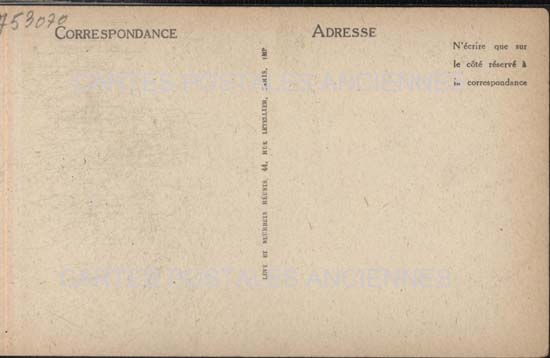 753070
CORRESPONDANCE
ADRESSE
N'écrire que sur
le côté réservé à
la correspondance
LÉVY ET NEURDEIN RÉUNIS, 44, RUE LETELLIER, PARIS, IMP
CARTES POSTALES ANCIENNES
CARTES POSTALES ANCIENNES